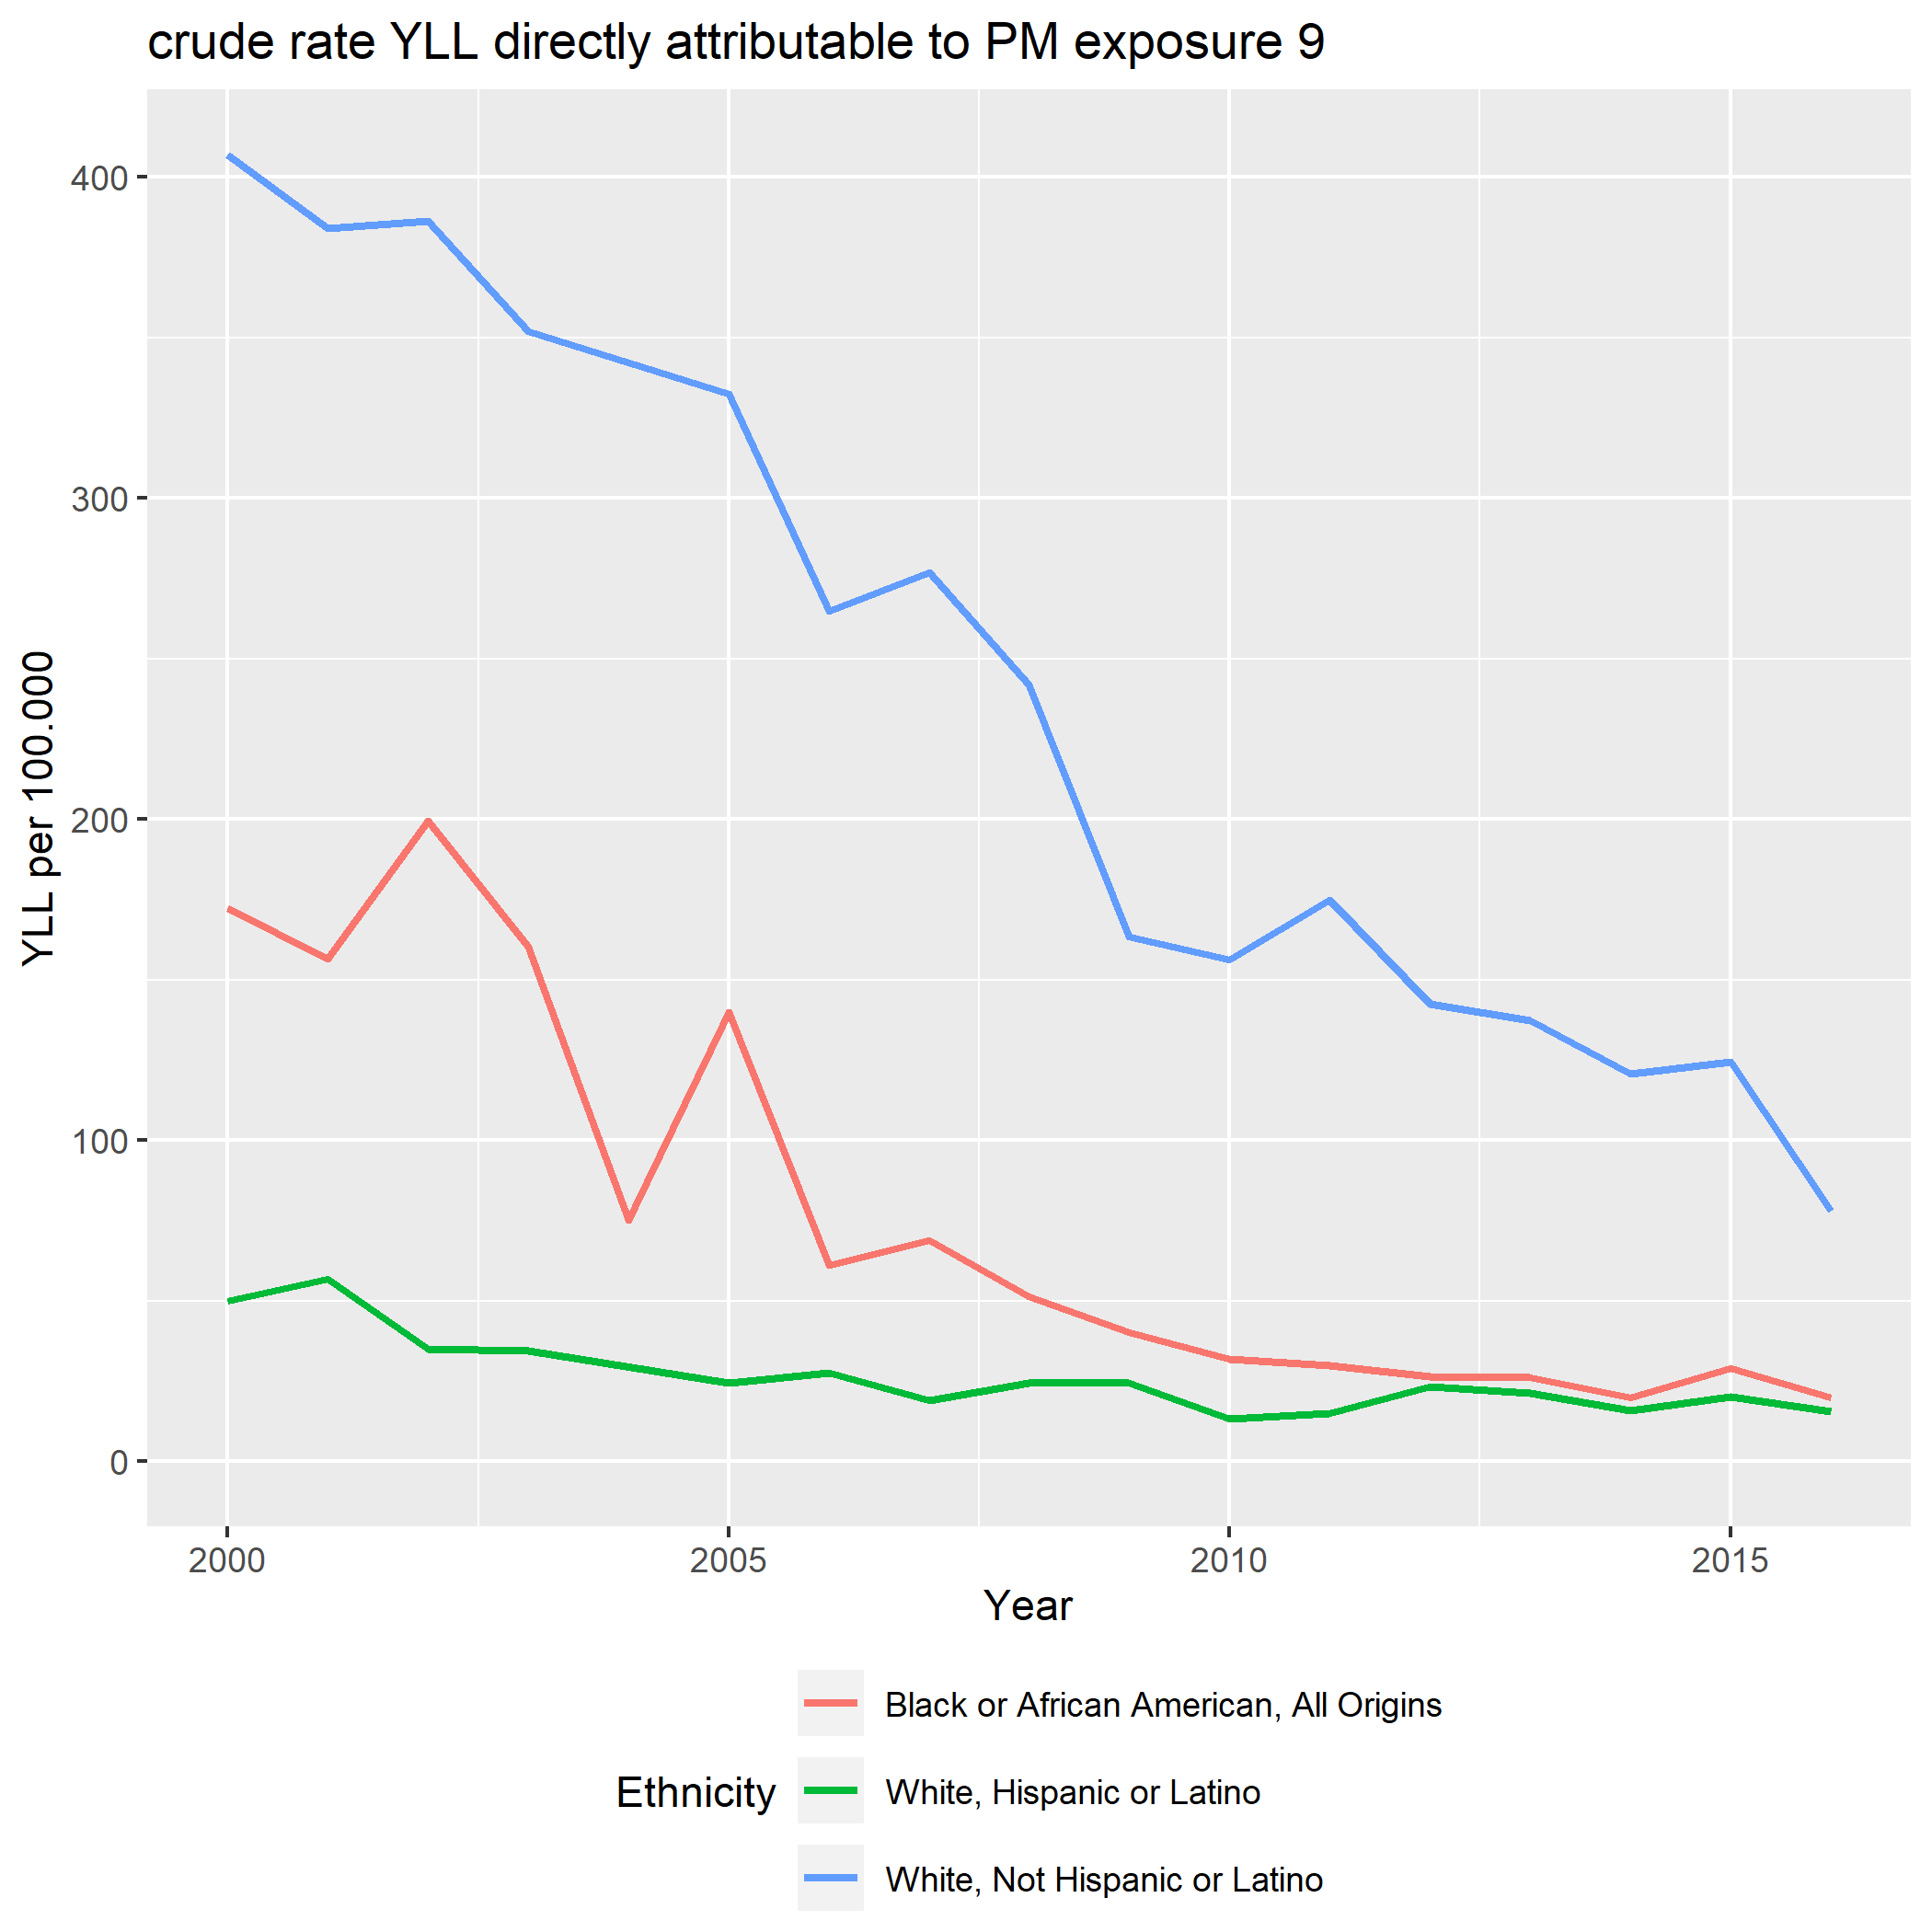 crude rate YLL directly attributable to PM exposure 9
YLL per 100.000
400
300
200
100
0
2000
2005
2010
2015
Year
Ethnicity
Black or African American, All Origins
White, Hispanic or Latino
White, Not Hispanic or Latino